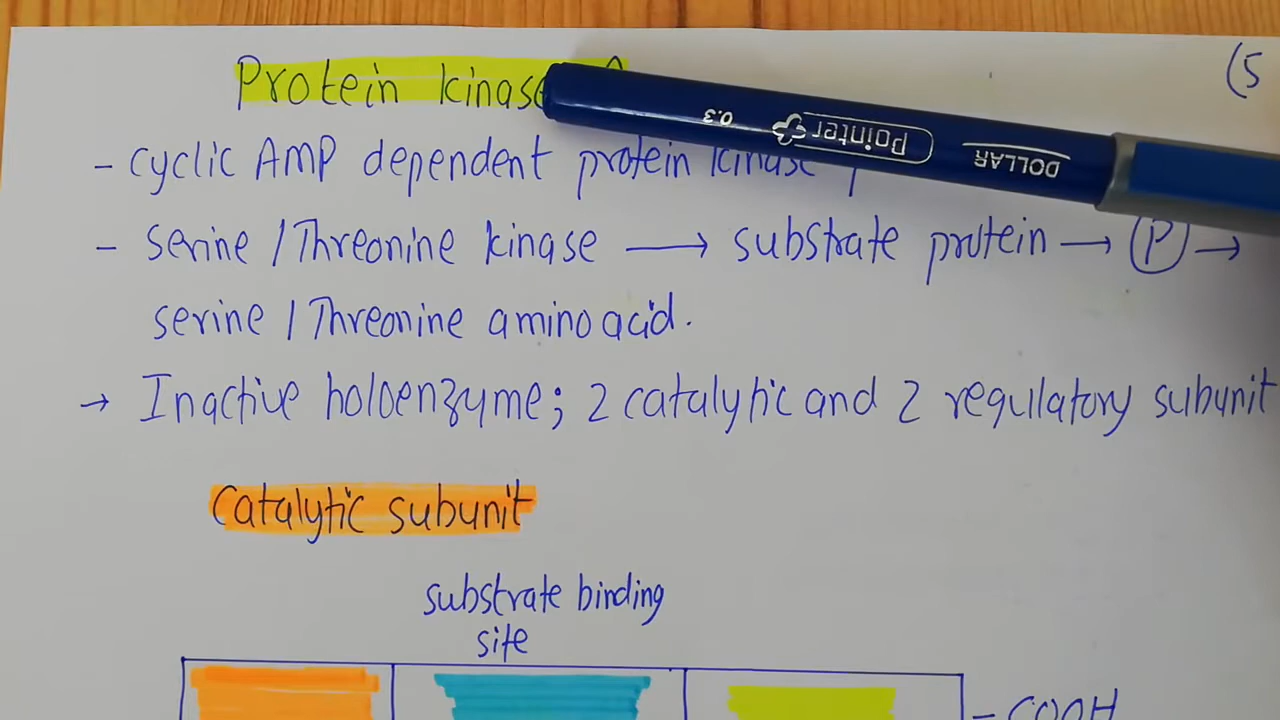 Protein kinase
(5
- cyclic AMP dependent protein kinase
- serine / Threonine kinase → substrate protein → P →
serine / Threonine amino acid.
→ Inactive holoenzyme; 2 catalytic and 2 regulatory subunit
catalytic subunit
substrate binding
site
- COOH
0.3 Pointer DOLLAR